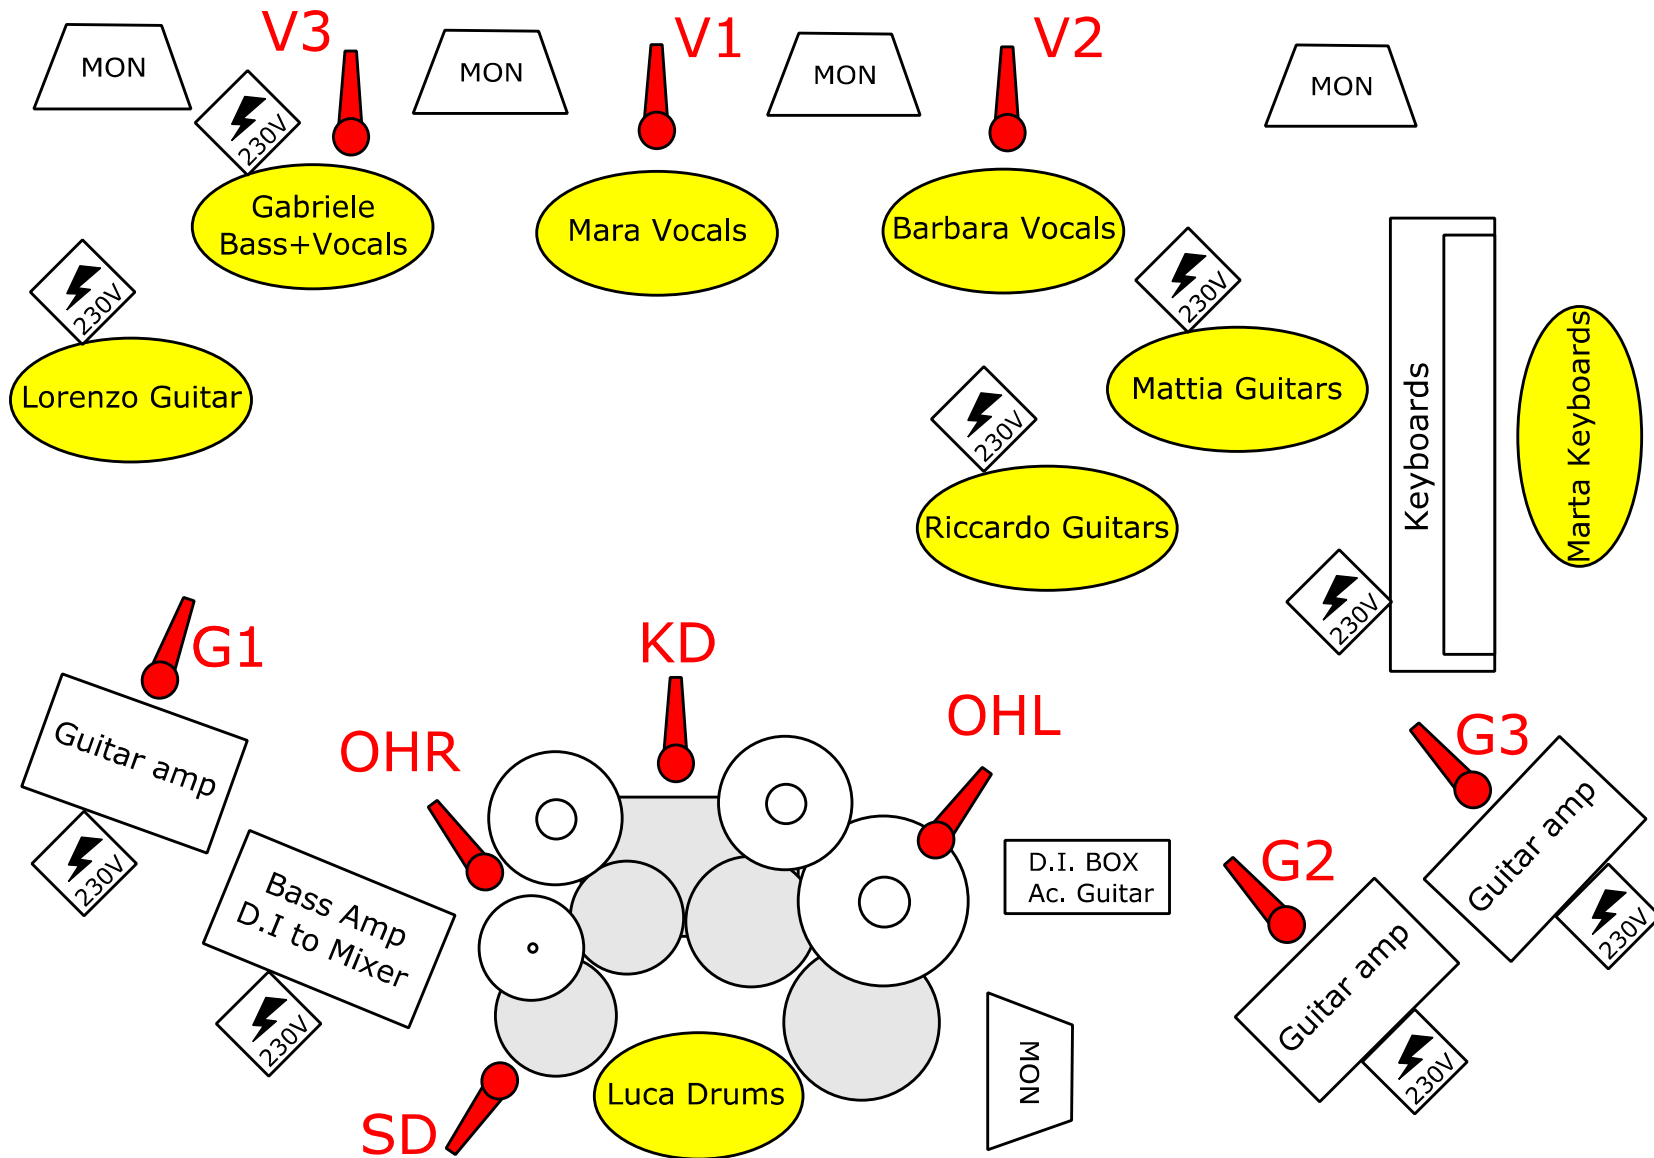 V3
V1
V2
MON
MON
MON
MON
230V
Gabriele
Bass+Vocals
Mara Vocals
Barbara Vocals
230V
230V
Lorenzo Guitar
Mattia Guitars
Keyboards
Marta Keyboards
230V
Riccardo Guitars
230V
G1
KD
OHL
G3
Guitar amp
OHR
Guitar amp
230V
D.I. BOX
Ac. Guitar
G2
Bass Amp
D.I to Mixer
230V
Guitar amp
230V
230V
MON
Luca Drums
SD